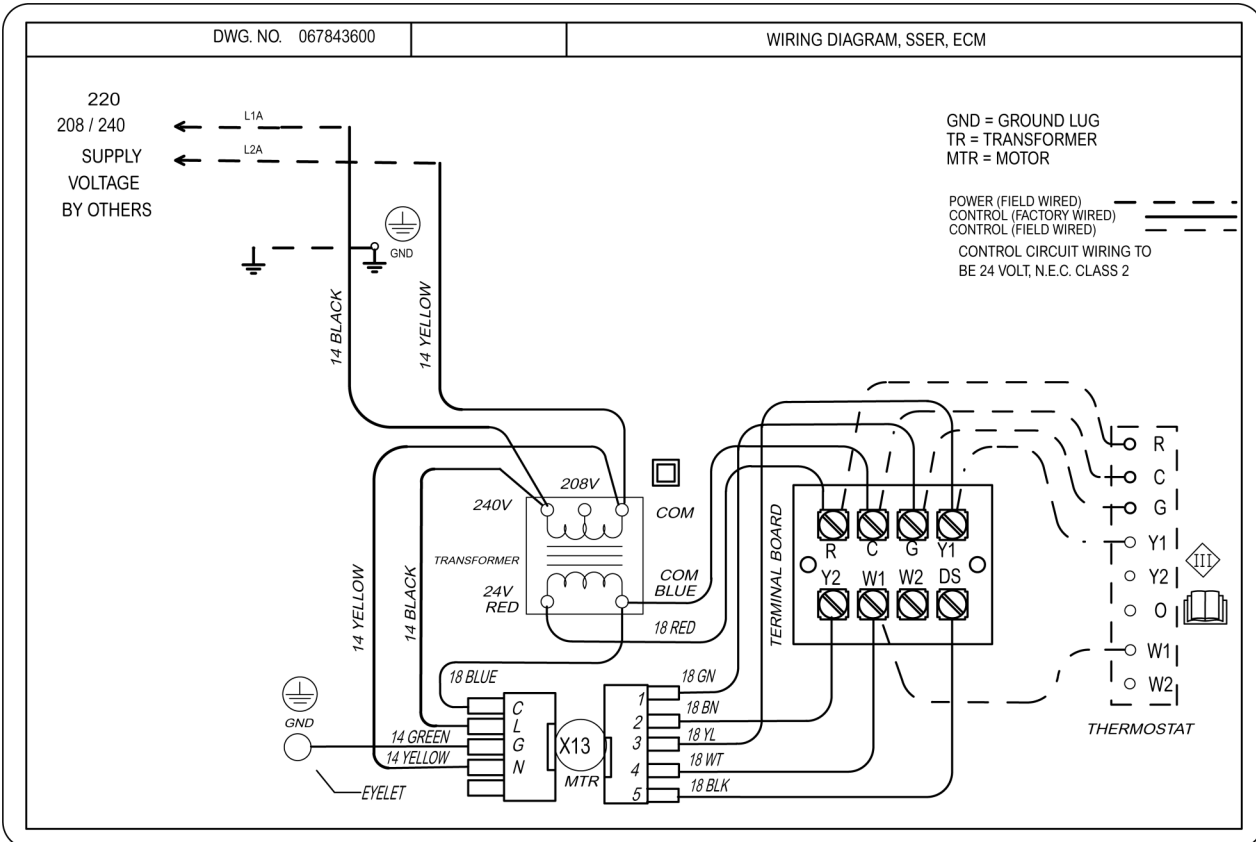 DWG. NO. 067843600
WIRING DIAGRAM, SSER, ECM
220
208 / 240
SUPPLY
VOLTAGE
BY OTHERS
L1A
L2A
GND
GND = GROUND LUG
TR = TRANSFORMER
MTR = MOTOR
POWER (FIELD WIRED)
CONTROL (FACTORY WIRED)
CONTROL (FIELD WIRED)
CONTROL CIRCUIT WIRING TO
BE 24 VOLT, N.E.C. CLASS 2
14 BLACK
14 YELLOW
240V
208V
COM
TRANSFORMER
24V
RED
COM
BLUE
14 YELLOW
14 BLACK
18 RED
18 BLUE
TERMINAL BOARD
R C G Y1
Y2 W1 W2 DS
R
C
G
Y1
Y2
O
W1
W2
THERMOSTAT
III
GND
14 GREEN
14 YELLOW
EYELET
C
L
G
N
X13
MTR
1
2
3
4
5
18 GN
18 BN
18 YL
18 WT
18 BLK